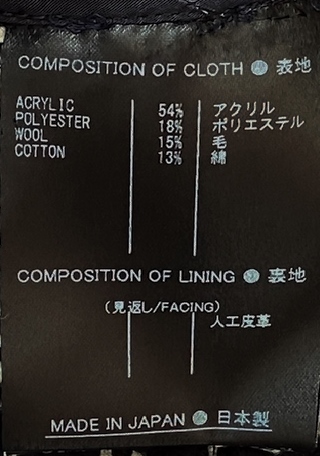 COMPOSITION OF CLOTH ● 表地
ACRYLIC 54% アクリル
POLYESTER 18% ポリエステル
WOOL 15% 毛
COTTON 13% 綿
COMPOSITION OF LINING ● 裏地
(見返し/FACING)
人工皮革
MADE IN JAPAN ● 日本製